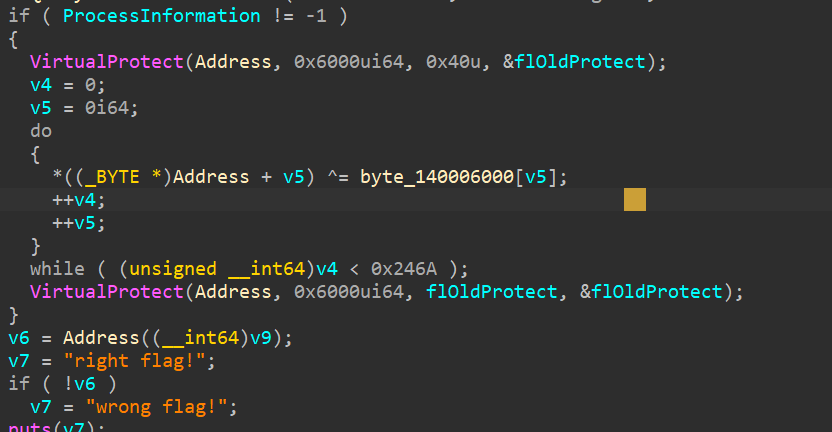 if ( ProcessInformation != -1 )
{
VirtualProtect(Address, 0x6000ui64, 0x40u, &flOldProtect);
v4 = 0;
v5 = 0i64;
do
{
*((_BYTE *)Address + v5) ^= byte_140006000[v5];
++v4;
++v5;
}
while ( (unsigned __int64)v4 < 0x246A );
VirtualProtect(Address, 0x6000ui64, flOldProtect, &flOldProtect);
}
v6 = Address((__int64)v9);
v7 = "right flag!";
if ( !v6 )
v7 = "wrong flag!";
puts(v7);